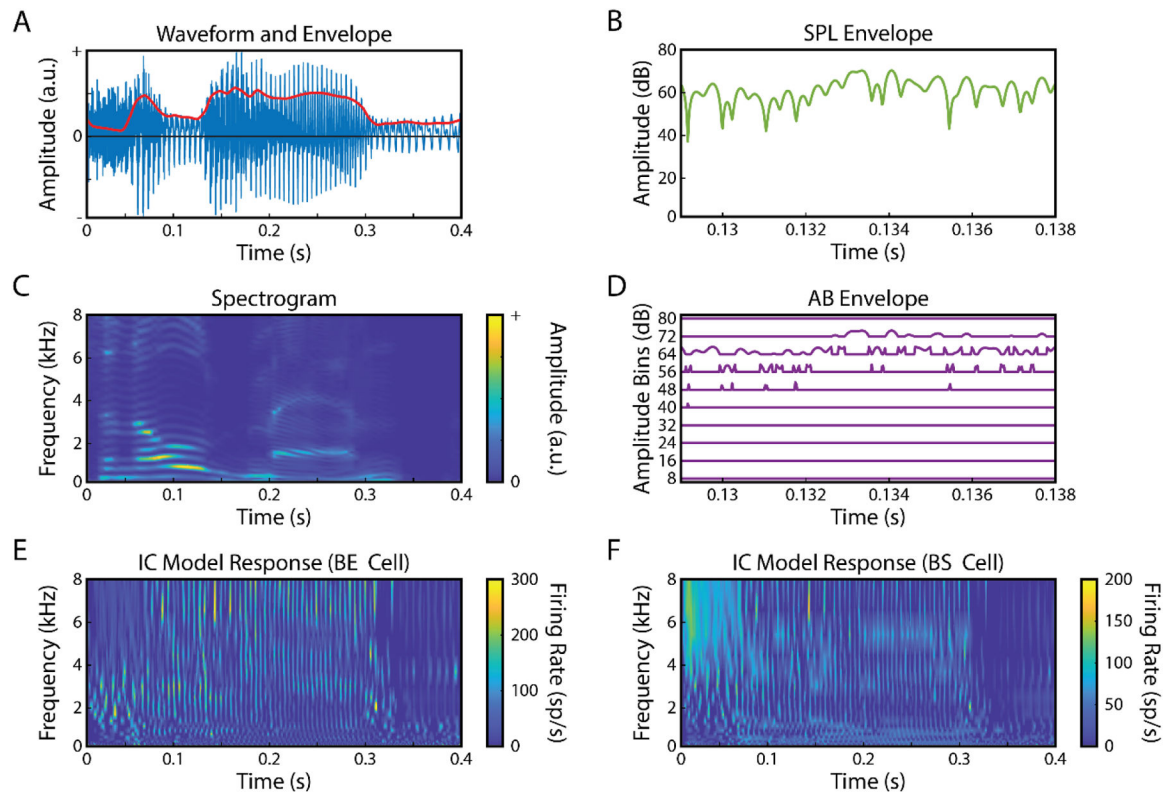 A
Waveform and Envelope
Amplitude (a.u.)
+
0
-
0 0.1 0.2 0.3 0.4
Time (s)
B
SPL Envelope
Amplitude (dB)
80
60
40
20
0
0.13 0.132 0.134 0.136 0.138
Time (s)
C
Spectrogram
Frequency (kHz)
8
6
4
2
0
0 0.1 0.2 0.3 0.4
Time (s)
+
0
Amplitude (a.u.)
D
AB Envelope
Amplitude Bins (dB)
80
72
64
56
48
40
32
24
16
8
0.13 0.132 0.134 0.136 0.138
Time (s)
E
IC Model Response (BE Cell)
Frequency (kHz)
8
6
4
2
0
0 0.1 0.2 0.3 0.4
Time (s)
300
200
100
0
Firing Rate (sp/s)
F
IC Model Response (BS Cell)
Frequency (kHz)
8
6
4
2
0
0 0.1 0.2 0.3 0.4
Time (s)
200
150
100
50
0
Firing Rate (sp/s)